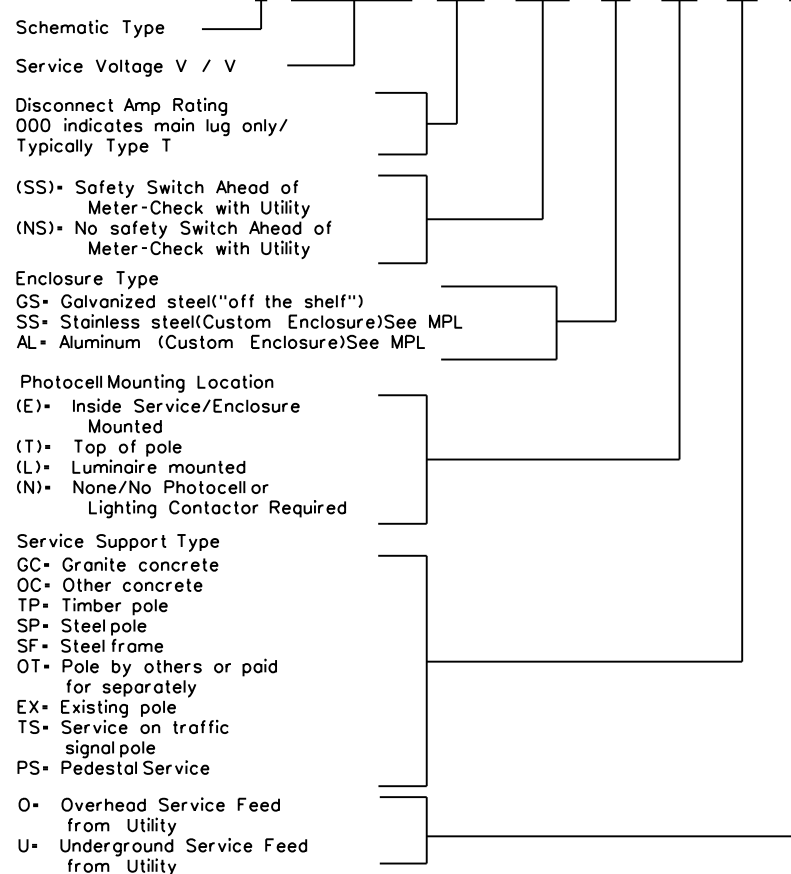 Schematic Type
Service Voltage V / V
Disconnect Amp Rating
000 indicates main lug only/
Typically Type T
(SS)= Safety Switch Ahead of
Meter-Check with Utility
(NS)= No safety Switch Ahead of
Meter-Check with Utility
Enclosure Type
GS= Galvanized steel("off the shelf")
SS= Stainless steel(Custom Enclosure)See MPL
AL= Aluminum (Custom Enclosure)See MPL
Photocell Mounting Location
(E)= Inside Service/Enclosure
Mounted
(T)= Top of pole
(L)= Luminaire mounted
(N)= None/No Photocell or
Lighting Contactor Required
Service Support Type
GC= Granite concrete
OC= Other concrete
TP= Timber pole
SP= Steel pole
SF= Steel frame
OT= Pole by others or paid
for separately
EX= Existing pole
TS= Service on traffic
signal pole
PS= Pedestal Service
O= Overhead Service Feed
from Utility
U= Underground Service Feed
from Utility